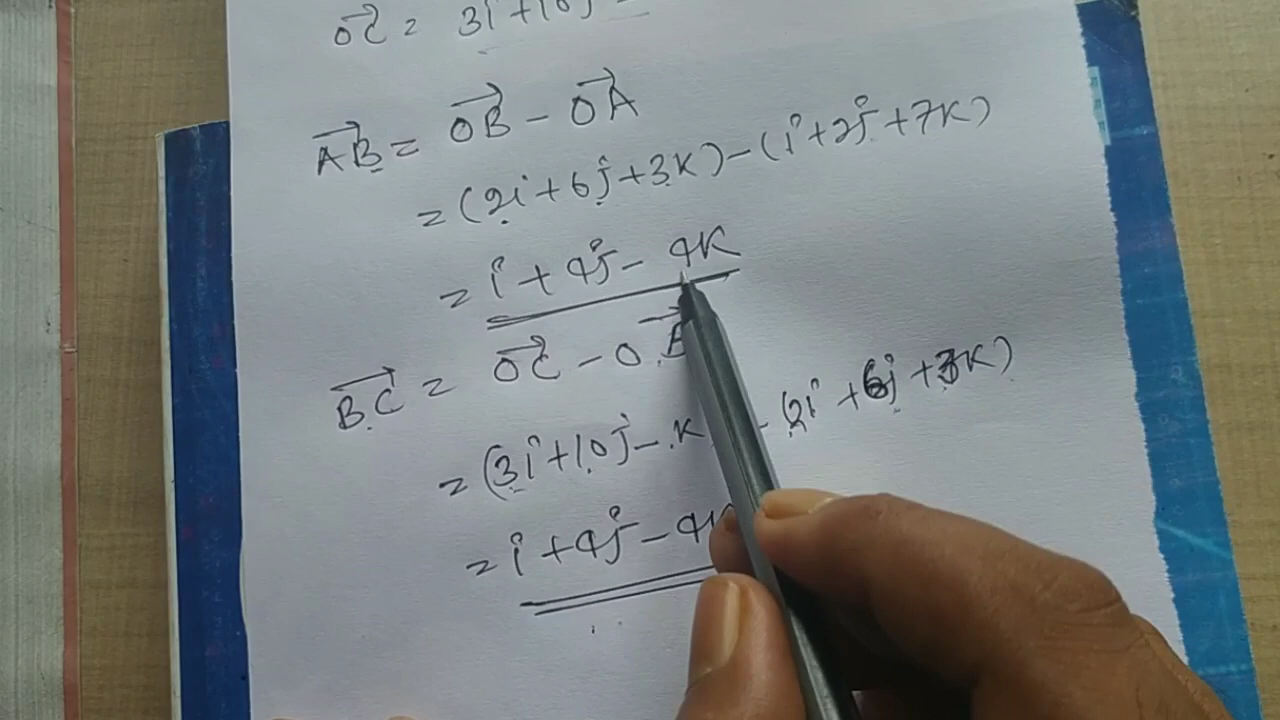 OC = 3i + 10j -
AB = OB - OA
= (2i + 6j + 3K) - (i + 2j + 7K)
= i + 4j - 4K
BC = OC - OB
= (3i + 10j - K - (2i + 6j + 3K)
= i + 4j - 4K